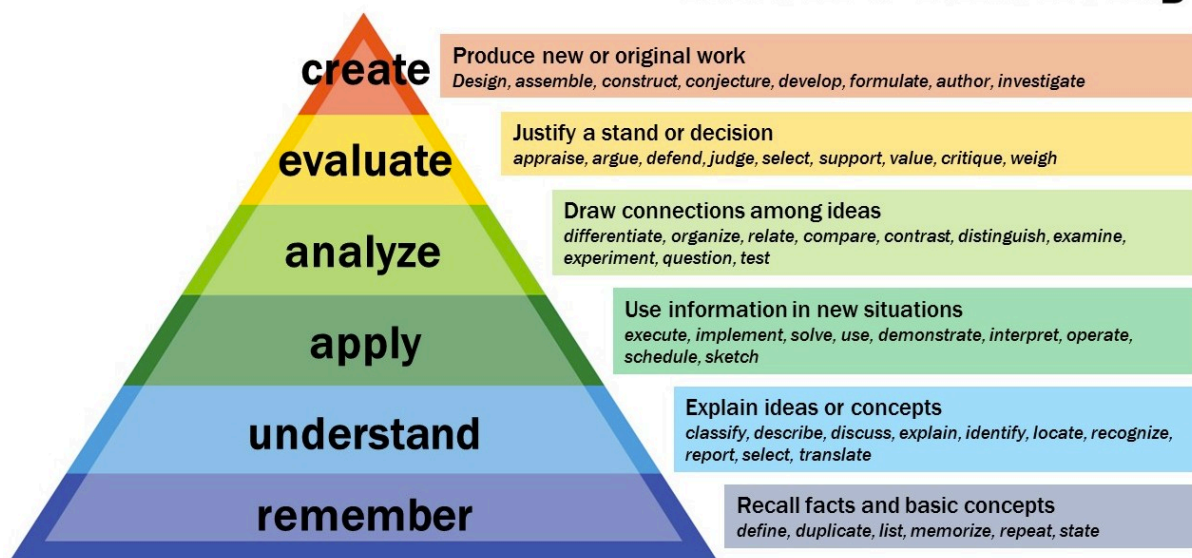 create
Produce new or original work
Design, assemble, construct, conjecture, develop, formulate, author, investigate
evaluate
Justify a stand or decision
appraise, argue, defend, judge, select, support, value, critique, weigh
analyze
Draw connections among ideas
differentiate, organize, relate, compare, contrast, distinguish, examine,
experiment, question, test
apply
Use information in new situations
execute, implement, solve, use, demonstrate, interpret, operate,
schedule, sketch
understand
Explain ideas or concepts
classify, describe, discuss, explain, identify, locate, recognize,
report, select, translate
remember
Recall facts and basic concepts
define, duplicate, list, memorize, repeat, state